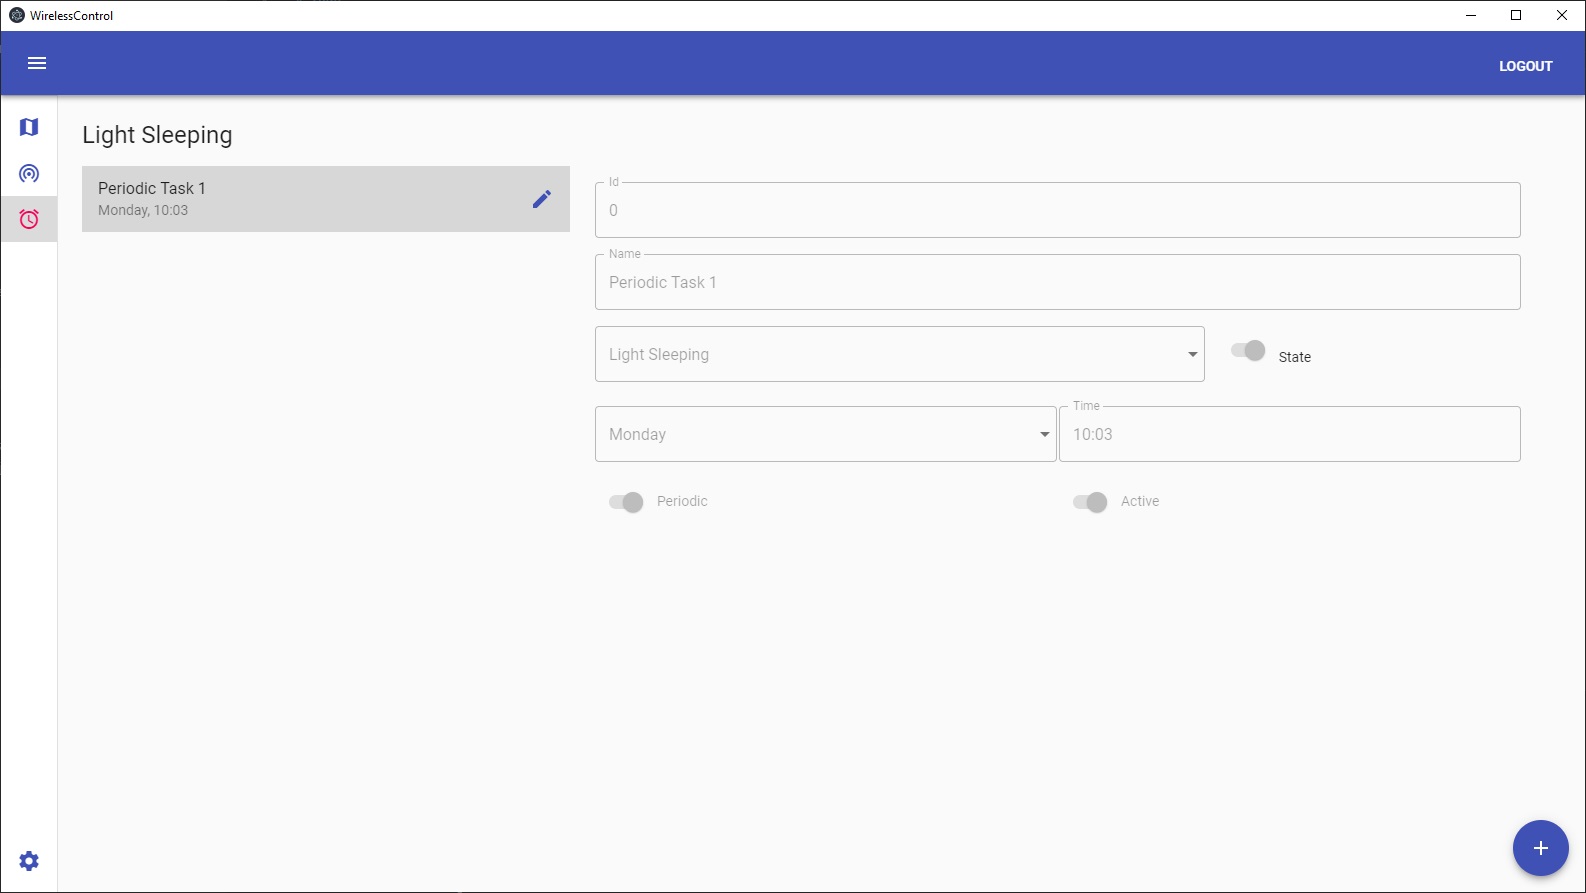 WirelessControl
LOGOUT
Light Sleeping
Periodic Task 1
Monday, 10:03
Id
0
Name
Periodic Task 1
Light Sleeping
State
Monday
Time
10:03
Periodic
Active